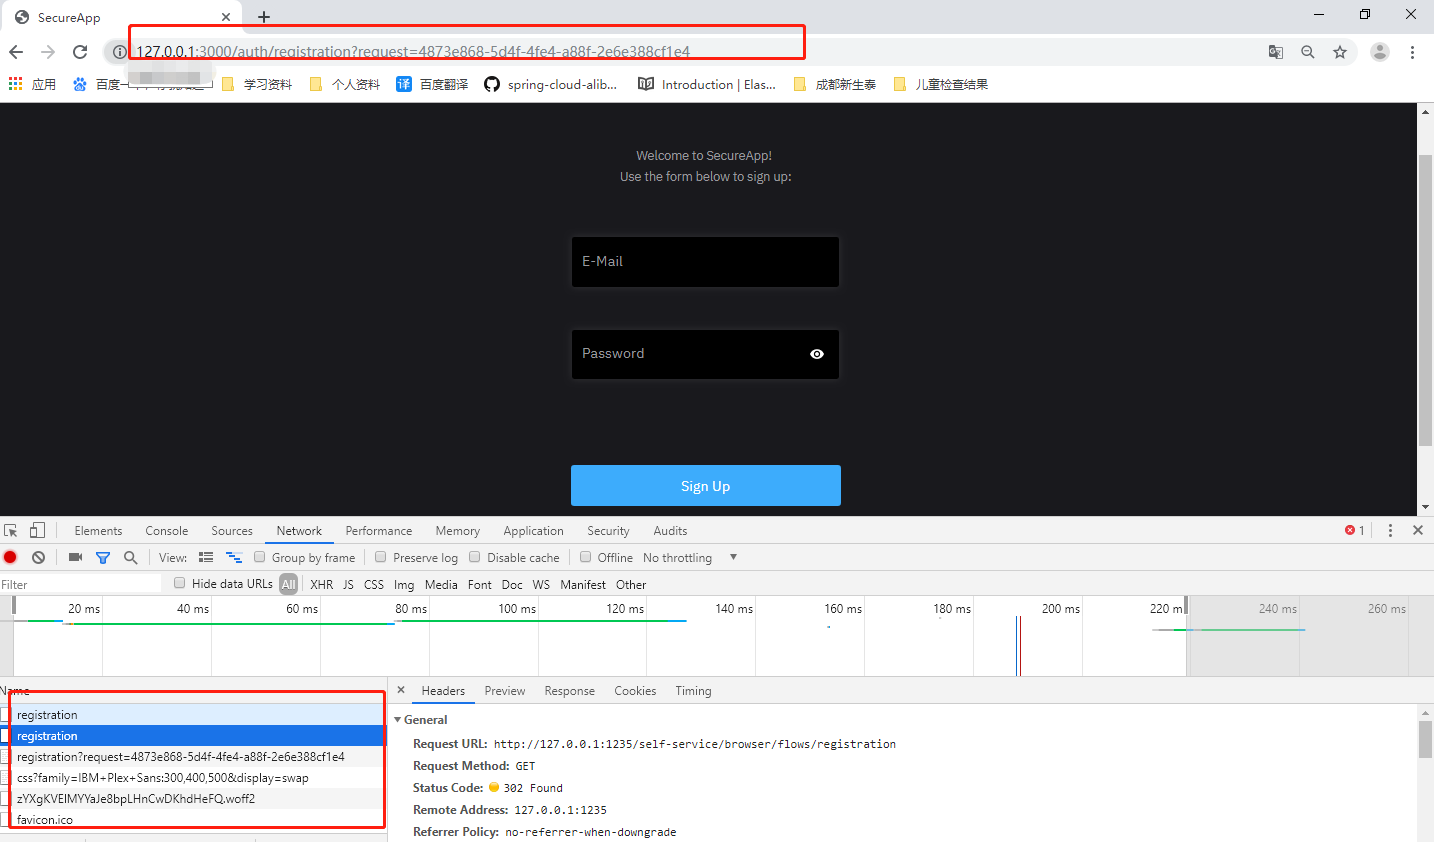 SecureApp
127.0.0.1:3000/auth/registration?request=4873e868-5d4f-4fe4-a88f-2e6e388cf1e4
应用 百度一 学习资料 个人资料 译 百度翻译 spring-cloud-alib... Introduction | Elas... 成都新生泰 儿童检查结果
Welcome to SecureApp!
Use the form below to sign up:
E-Mail
Password
Sign Up
Elements Console Sources Network Performance Memory Application Security Audits 1
View: Group by frame Preserve log Disable cache Offline No throttling
Filter Hide data URLs All XHR JS CSS Img Media Font Doc WS Manifest Other
20 ms 40 ms 60 ms 80 ms 100 ms 120 ms 140 ms 160 ms 180 ms 200 ms 220 m 240 ms 260 ms
Name
registration
registration
registration?request=4873e868-5d4f-4fe4-a88f-2e6e388cf1e4
css?family=IBM+Plex+Sans:300,400,500&display=swap
zYXgKVElMYYaJe8bpLHnCwDKhdHeFQ.woff2
favicon.ico
Headers Preview Response Cookies Timing
General
Request URL: http://127.0.0.1:1235/self-service/browser/flows/registration
Request Method: GET
Status Code: 302 Found
Remote Address: 127.0.0.1:1235
Referrer Policy: no-referrer-when-downgrade